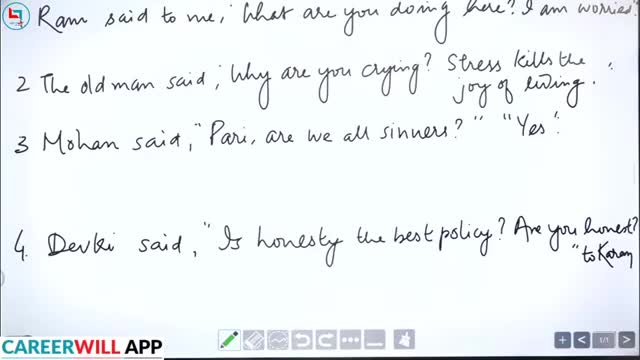 Ram said to me, "What are you doing here? I am worried"
2 The old man said, "Why are you crying? Stress kills the
joy of living.
3 Mohan said, "Pari, are we all sinners?" "Yes".
4. Devki said, "Is honesty the best policy? Are you honest?
"to Karan
1/1
CAREERWILL APP